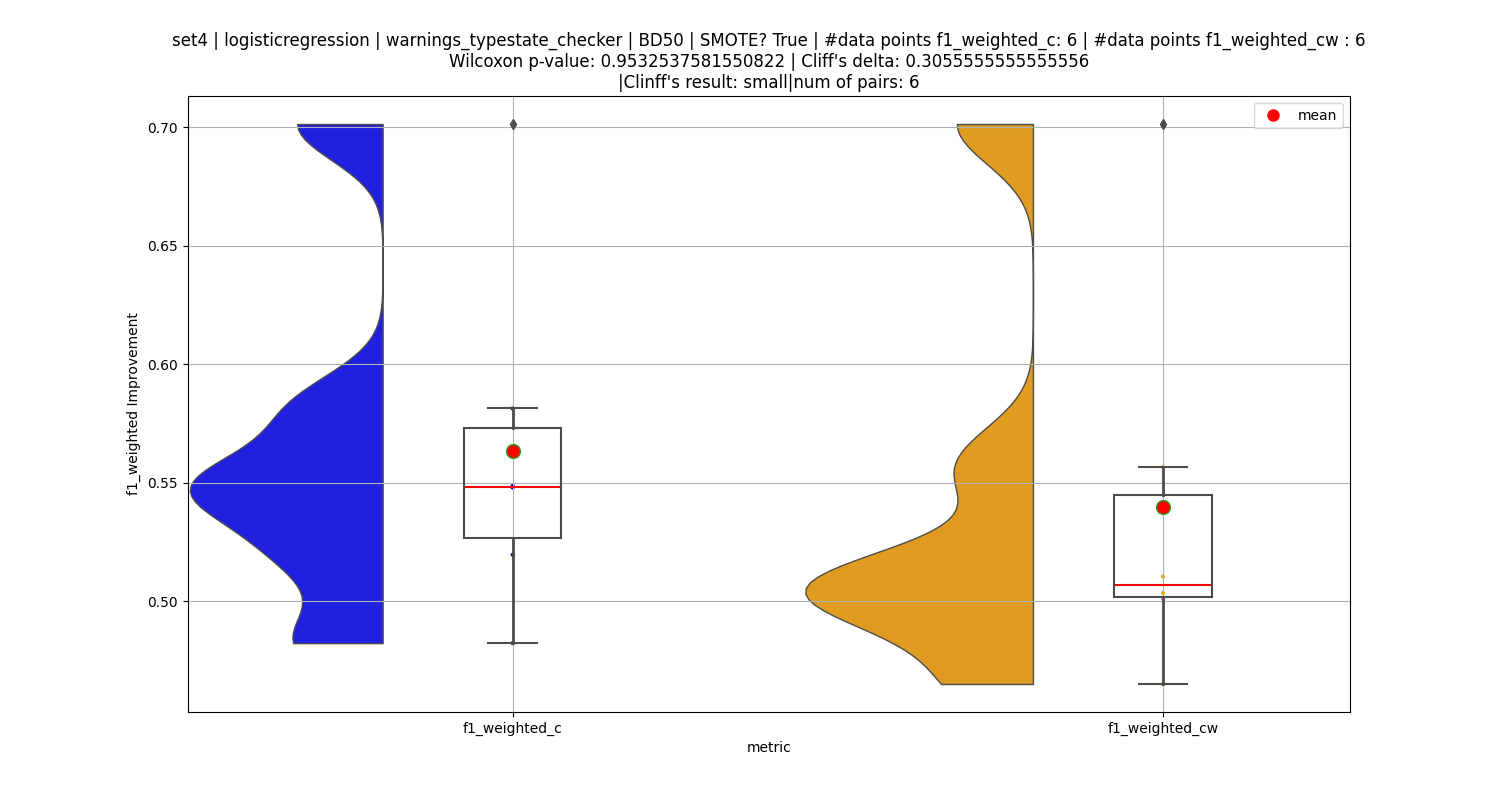 set4 | logisticregression | warnings_typestate_checker | BD50 | SMOTE? True | #data points f1_weighted_c: 6 | #data points f1_weighted_cw : 6
Wilcoxon p-value: 0.9532537581550822 | Cliff's delta: 0.3055555555555556
|Clinff's result: small|num of pairs: 6
mean
0.70
0.65
0.60
0.55
0.50
f1_weighted Improvement
f1_weighted_c
f1_weighted_cw
metric